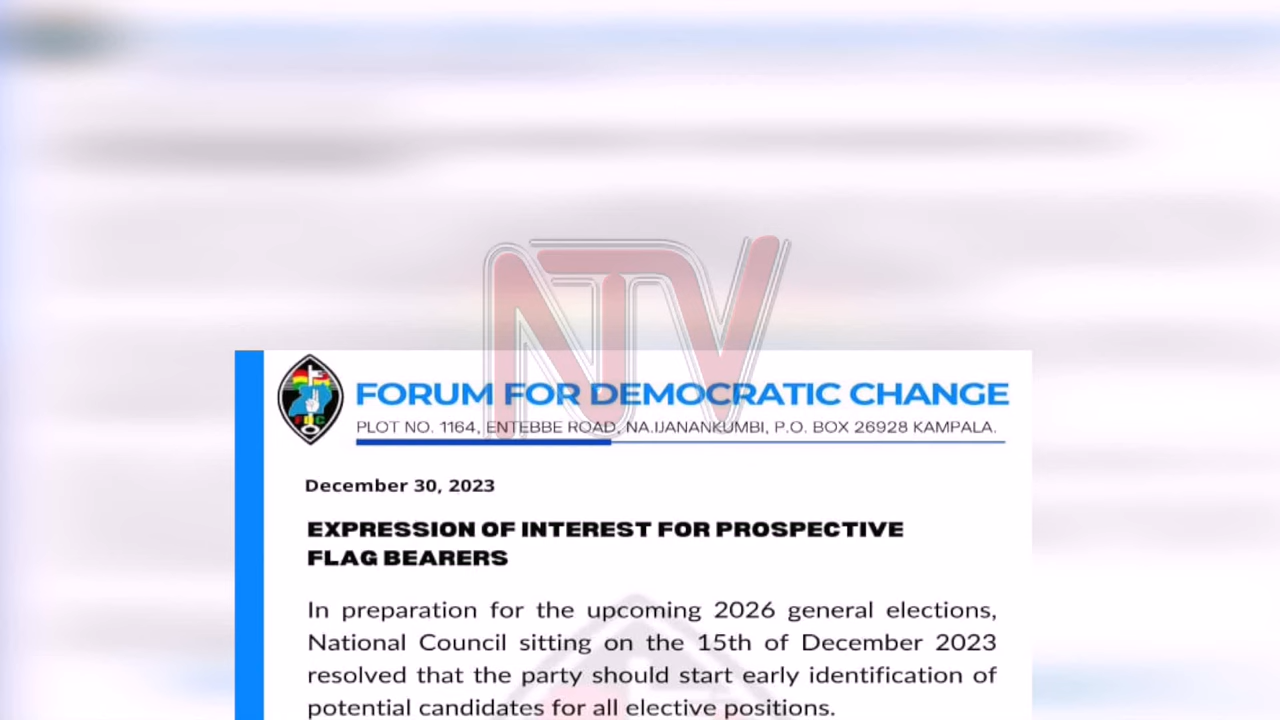 NTV
FORUM FOR DEMOCRATIC CHANGE
PLOT NO. 1164, ENTEBBE ROAD, NAJJANANKUMBI, P.O. BOX 26928 KAMPALA.
December 30, 2023
EXPRESSION OF INTEREST FOR PROSPECTIVE
FLAG BEARERS
In preparation for the upcoming 2026 general elections,
National Council sitting on the 15th of December 2023
resolved that the party should start early identification of
potential candidates for all elective positions.